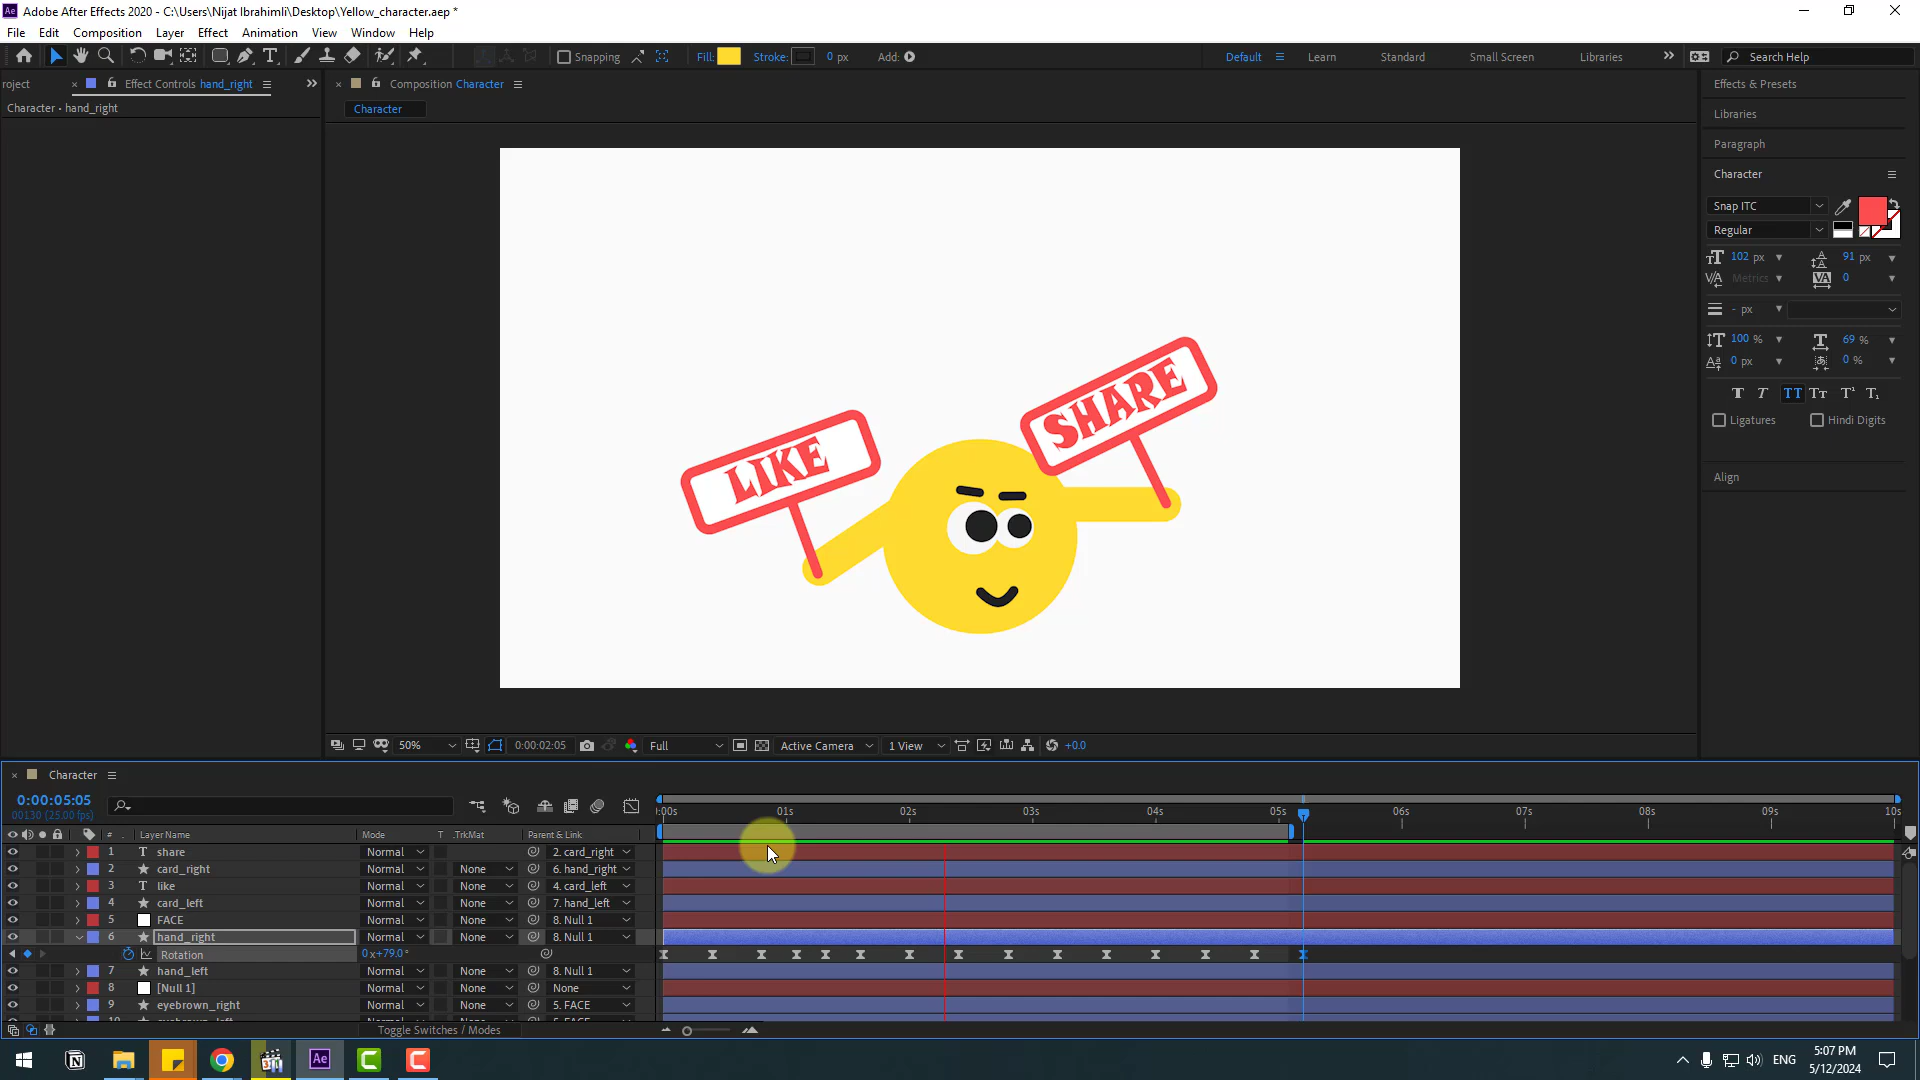 Adobe After Effects 2020 - C:\Users\Nijat Ibrahimli\Desktop\Yellow_character.aep *
File Edit Composition Layer Effect Animation View Window Help
Snapping Fill: Stroke: 0 px Add: Default Learn Standard Small Screen Libraries Search Help
roject Effect Controls hand_right Composition Character
Character • hand_right
Character
Effects & Presets
Libraries
Paragraph
Character
Snap ITC
Regular
102 px 91 px
Metrics 0
- px
100 % 69 %
0 px 0 %
Ligatures Hindi Digits
Align
LIKE
SHARE
50% 0:00:02:05 Full Active Camera 1 View +0.0
Character
0:00:05:05
00130 (25.00 fps)
:00s 01s 02s 03s 04s 05s 06s 07s 08s 09s 10s
# Layer Name Mode T .TrkMat Parent & Link
1 T share Normal 2. card_right
2 card_right Normal None 6. hand_right
3 T like Normal None 4. card_left
4 card_left Normal None 7. hand_left
5 FACE Normal None 8. Null 1
6 hand_right Normal None 8. Null 1
Rotation 0x+79.0°
7 hand_left Normal None 8. Null 1
8 [Null 1] Normal None None
9 eyebrown_right Normal None 5. FACE
Toggle Switches / Modes
ENG
5:07 PM
5/12/2024